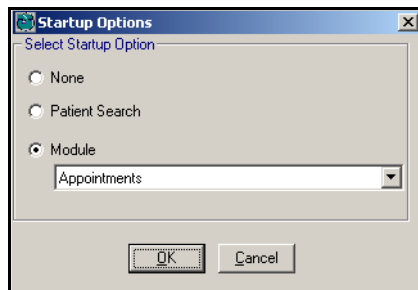 Startup Options
Select Startup Option
None
Patient Search
Module
Appointments
OK Cancel